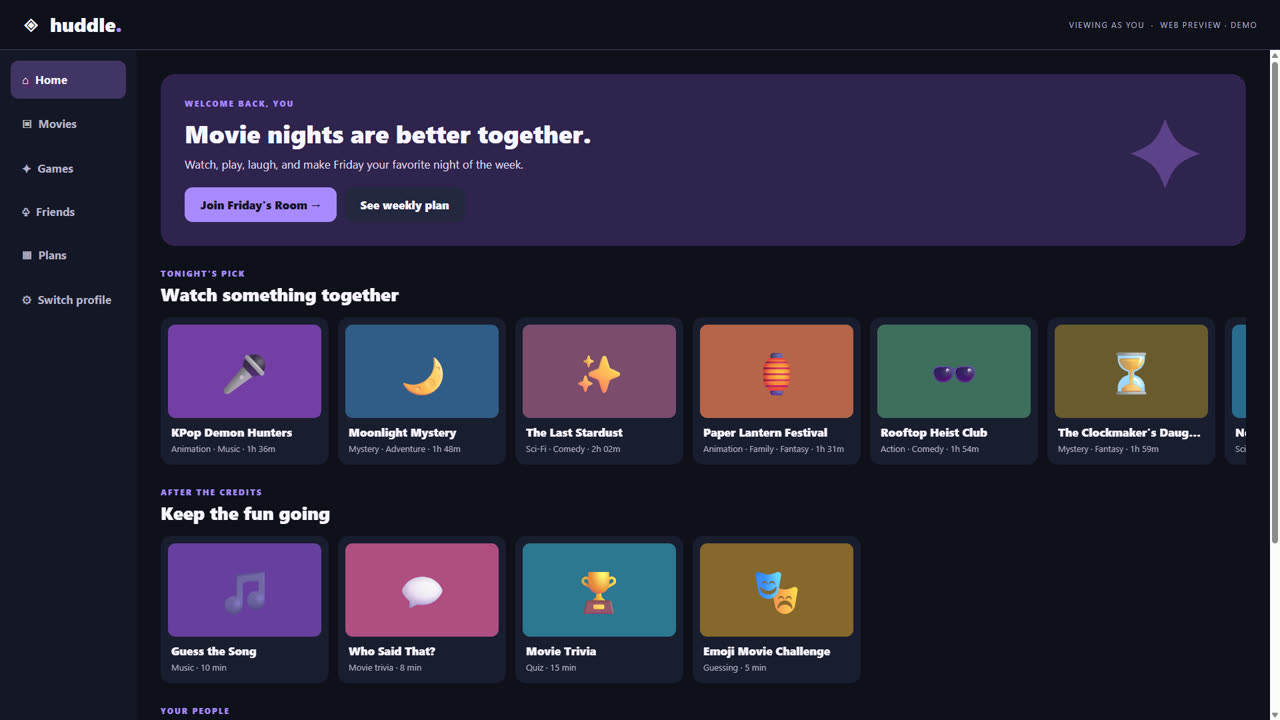 huddle.
VIEWING AS YOU · WEB PREVIEW · DEMO
Home
Movies
Games
Friends
Plans
Switch profile
WELCOME BACK, YOU
Movie nights are better together.
Watch, play, laugh, and make Friday your favorite night of the week.
Join Friday's Room →
See weekly plan
TONIGHT'S PICK
Watch something together
KPop Demon Hunters
Animation · Music · 1h 36m
Moonlight Mystery
Mystery · Adventure · 1h 48m
The Last Stardust
Sci-Fi · Comedy · 2h 02m
Paper Lantern Festival
Animation · Family · Fantasy · 1h 31m
Rooftop Heist Club
Action · Comedy · 1h 54m
The Clockmaker's Daug...
Mystery · Fantasy · 1h 59m
AFTER THE CREDITS
Keep the fun going
Guess the Song
Music · 10 min
Who Said That?
Movie trivia · 8 min
Movie Trivia
Quiz · 15 min
Emoji Movie Challenge
Guessing · 5 min
YOUR PEOPLE